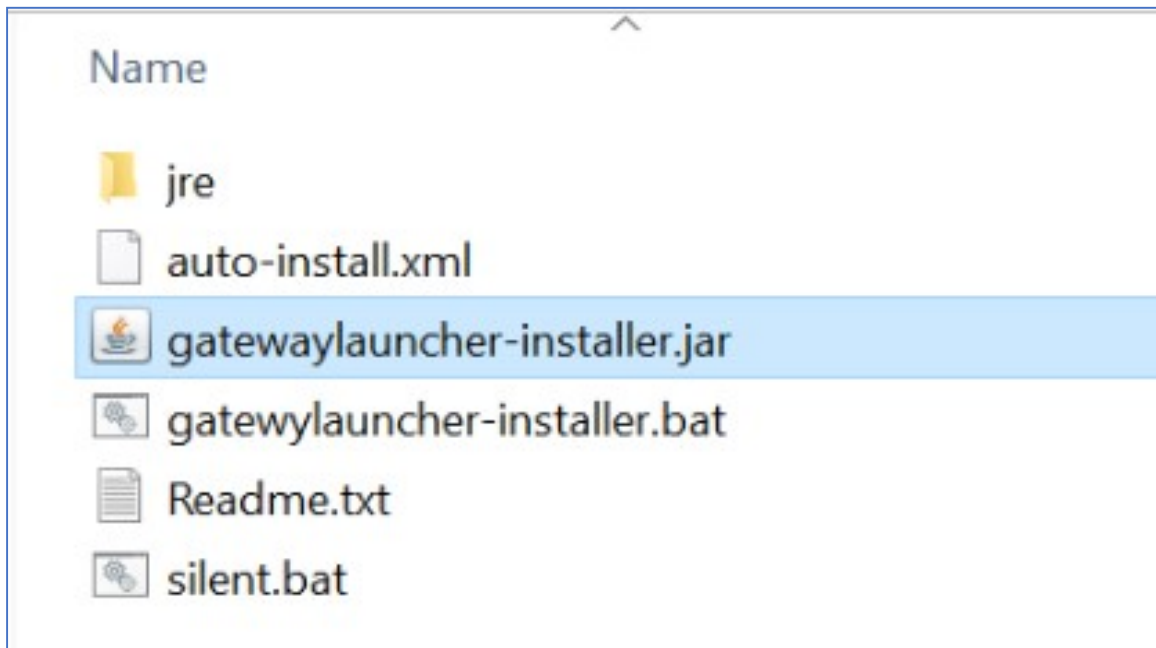 Name
jre
auto-install.xml
gatewaylauncher-installer.jar
gatewylauncher-installer.bat
Readme.txt
silent.bat